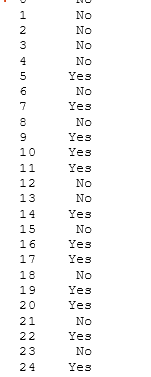 0 No
1 No
2 No
3 No
4 No
5 Yes
6 No
7 Yes
8 No
9 Yes
10 Yes
11 Yes
12 No
13 No
14 Yes
15 No
16 Yes
17 Yes
18 No
19 Yes
20 Yes
21 No
22 Yes
23 No
24 Yes